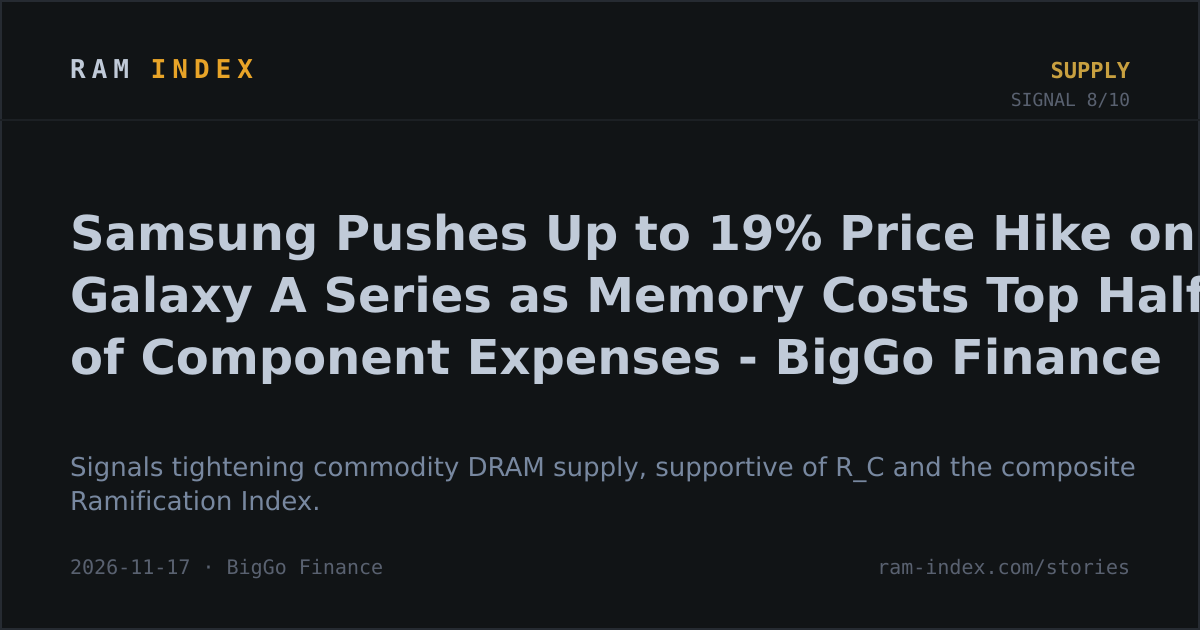 RAM INDEX
SUPPLY
SIGNAL 8/10
Samsung Pushes Up to 19% Price Hike on
Galaxy A Series as Memory Costs Top Half
of Component Expenses - BigGo Finance
Signals tightening commodity DRAM supply, supportive of R_C and the composite
Ramification Index.
2026-11-17 · BigGo Finance
ram-index.com/stories